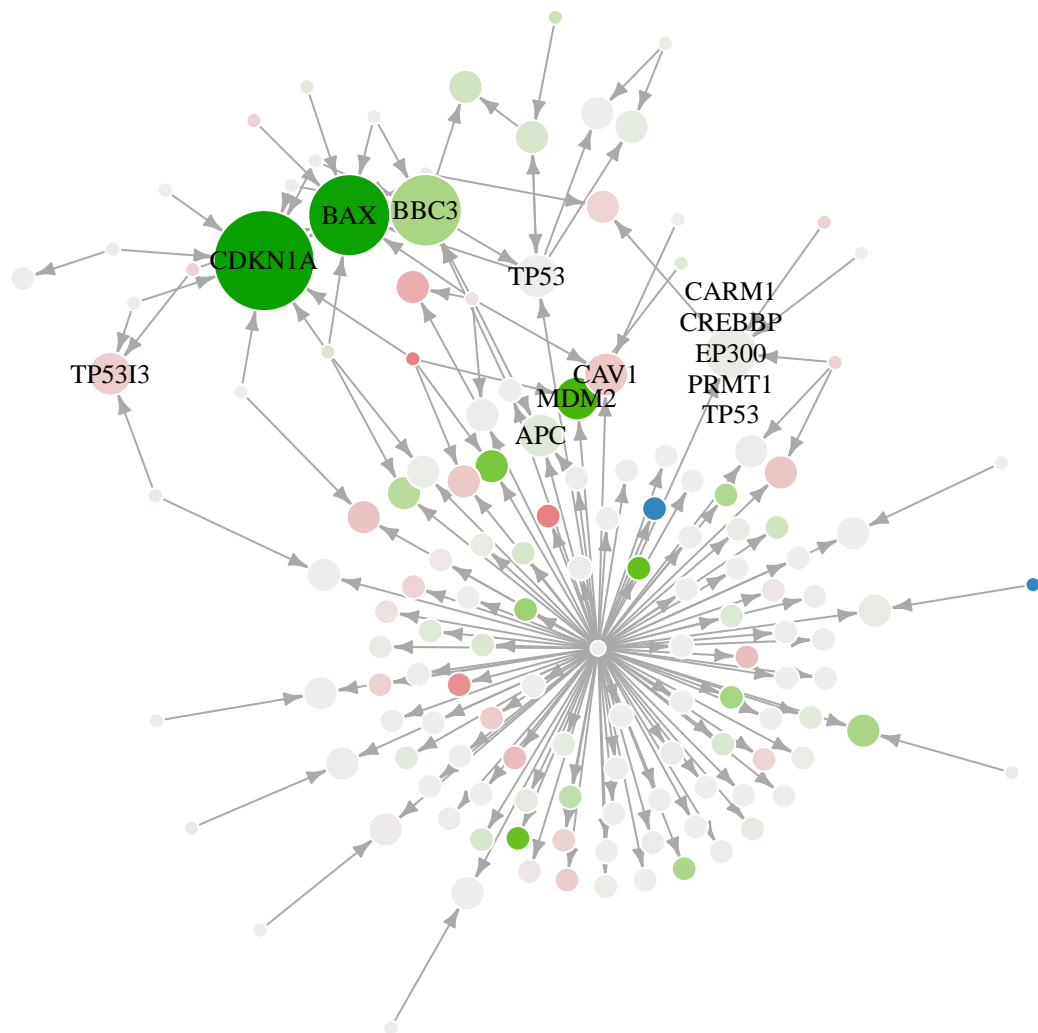 BAX
BBC3
CDKN1A
TP53
CARM1
CREBBP
EP300
PRMT1
TP53
TP53I3
CAV1
MDM2
APC